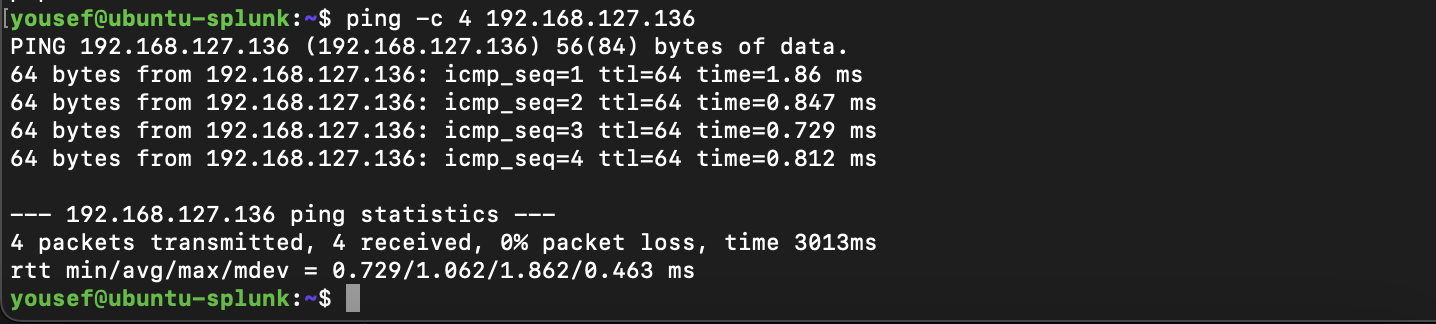 [yousef@ubuntu-splunk:~$ ping -c 4 192.168.127.136
PING 192.168.127.136 (192.168.127.136) 56(84) bytes of data.
64 bytes from 192.168.127.136: icmp_seq=1 ttl=64 time=1.86 ms
64 bytes from 192.168.127.136: icmp_seq=2 ttl=64 time=0.847 ms
64 bytes from 192.168.127.136: icmp_seq=3 ttl=64 time=0.729 ms
64 bytes from 192.168.127.136: icmp_seq=4 ttl=64 time=0.812 ms

--- 192.168.127.136 ping statistics ---
4 packets transmitted, 4 received, 0% packet loss, time 3013ms
rtt min/avg/max/mdev = 0.729/1.062/1.862/0.463 ms
yousef@ubuntu-splunk:~$